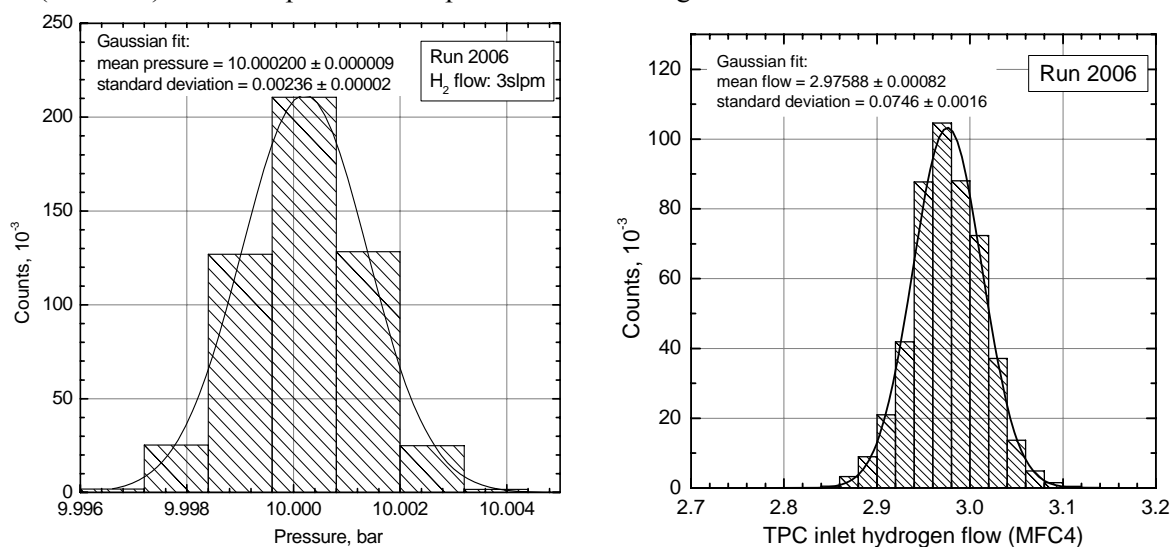 Gaussian fit:
mean pressure = 10.000200 ± 0.000009
standard deviation = 0.00236 ± 0.00002
Run 2006
H₂ flow: 3slpm
250
200
150
100
50
0
Counts, 10⁻³
9.996
9.998
10.000
10.002
10.004
Pressure, bar
Gaussian fit:
mean flow = 2.97588 ± 0.00082
standard deviation = 0.0746 ± 0.0016
Run 2006
120
100
80
60
40
20
0
Counts, 10⁻³
2.7
2.8
2.9
3.0
3.1
3.2
TPC inlet hydrogen flow (MFC4)